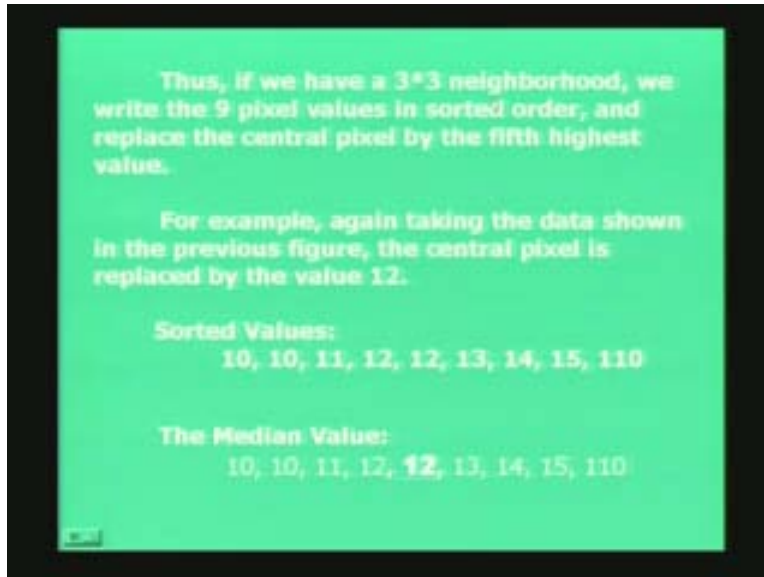 Thus, if we have a 3*3 neighborhood, we
write the 9 pixel values in sorted order, and
replace the central pixel by the fifth highest
value.
For example, again taking the data shown
in the previous figure, the central pixel is
replaced by the value 12.
Sorted Values:
10, 10, 11, 12, 12, 13, 14, 15, 110
The Median Value:
10, 10, 11, 12, 12, 13, 14, 15, 110